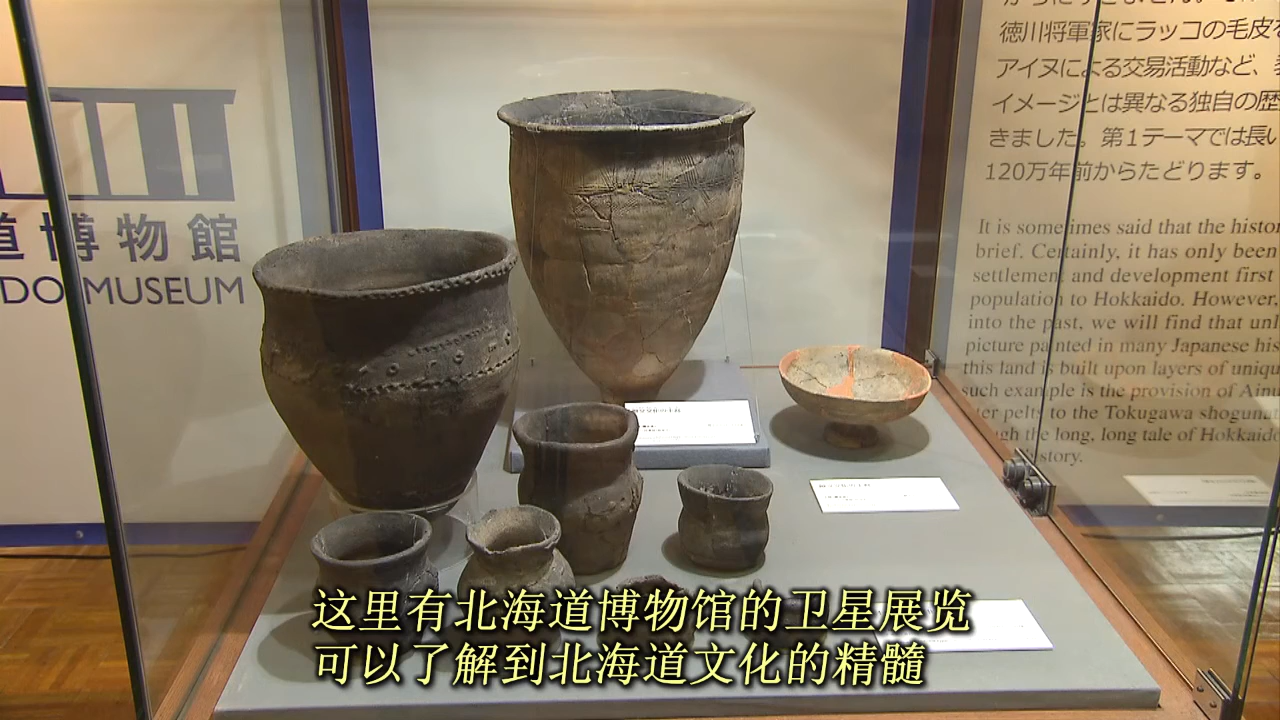 道博物館
DO MUSEUM
徳川将軍家にラッコの毛皮を
アイヌによる交易活動など、
イメージとは異なる独自の歴
きました。第1テーマでは長い
120万年前からたどります。
It is sometimes said that the histor
brief. Certainly, it has only been
settlement and development first
population to Hokkaido. However,
into the past, we will find that unl
picture painted in many Japanese his
this land is built upon layers of uniqu
such example is the provision of Ainu
ter pelts to the Tokugawa shoguna
ugh the long, long tale of Hokkaido
story.
这里有北海道博物馆的卫星展览
可以了解到北海道文化的精髓